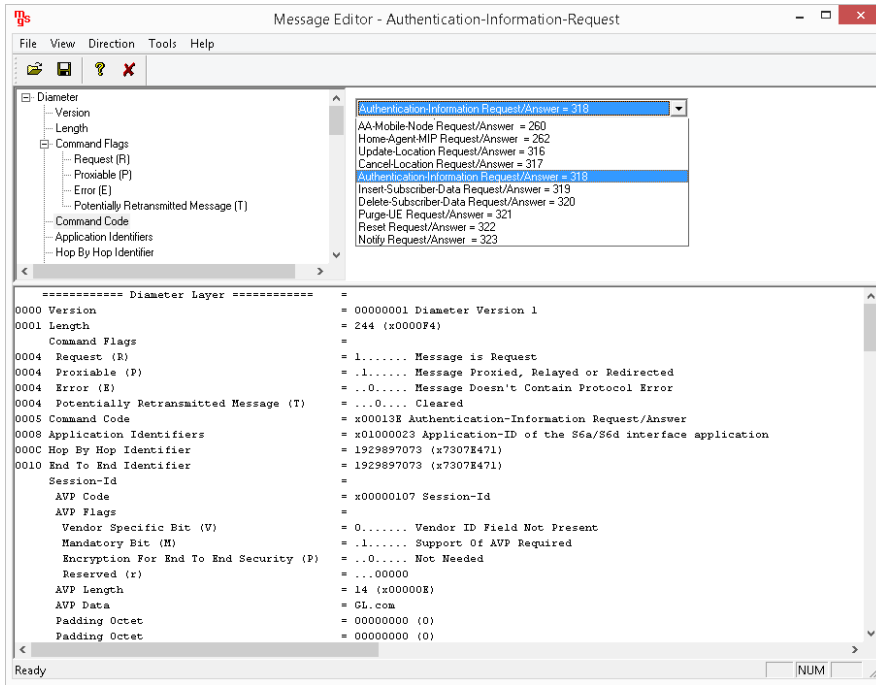 mgs
Message Editor - Authentication-Information-Request
File View Direction Tools Help
Diameter
Version
Length
Command Flags
Request (R)
Proxiable (P)
Error (E)
Potentially Retransmitted Message (T)
Command Code
Application Identifiers
Hop By Hop Identifier
Authentication-Information Request/Answer = 318
AA-Mobile-Node Request/Answer = 260
Home-Agent-MIP Request/Answer = 262
Update-Location Request/Answer = 316
Cancel-Location Request/Answer = 317
Authentication-Information Request/Answer = 318
Insert-Subscriber-Data Request/Answer = 319
Delete-Subscriber-Data Request/Answer = 320
Purge-UE Request/Answer = 321
Reset Request/Answer = 322
Notify Request/Answer = 323
============ Diameter Layer ============ =
0000 Version = 00000001 Diameter Version 1
0001 Length = 244 (x0000F4)
Command Flags =
0004 Request (R) = 1....... Message is Request
0004 Proxiable (P) = .1...... Message Proxied, Relayed or Redirected
0004 Error (E) = ..0..... Message Doesn't Contain Protocol Error
0004 Potentially Retransmitted Message (T) = ...0.... Cleared
0005 Command Code = x00013E Authentication-Information Request/Answer
0008 Application Identifiers = x01000023 Application-ID of the S6a/S6d interface application
000C Hop By Hop Identifier = 1929897073 (x7307E471)
0010 End To End Identifier = 1929897073 (x7307E471)
Session-Id =
AVP Code = x00000107 Session-Id
AVP Flags =
Vendor Specific Bit (V) = 0....... Vendor ID Field Not Present
Mandatory Bit (M) = .1...... Support Of AVP Required
Encryption For End To End Security (P) = ..0..... Not Needed
Reserved (r) = ...00000
AVP Length = 14 (x00000E)
AVP Data = GL.com
Padding Octet = 00000000 (0)
Padding Octet = 00000000 (0)
Ready
NUM